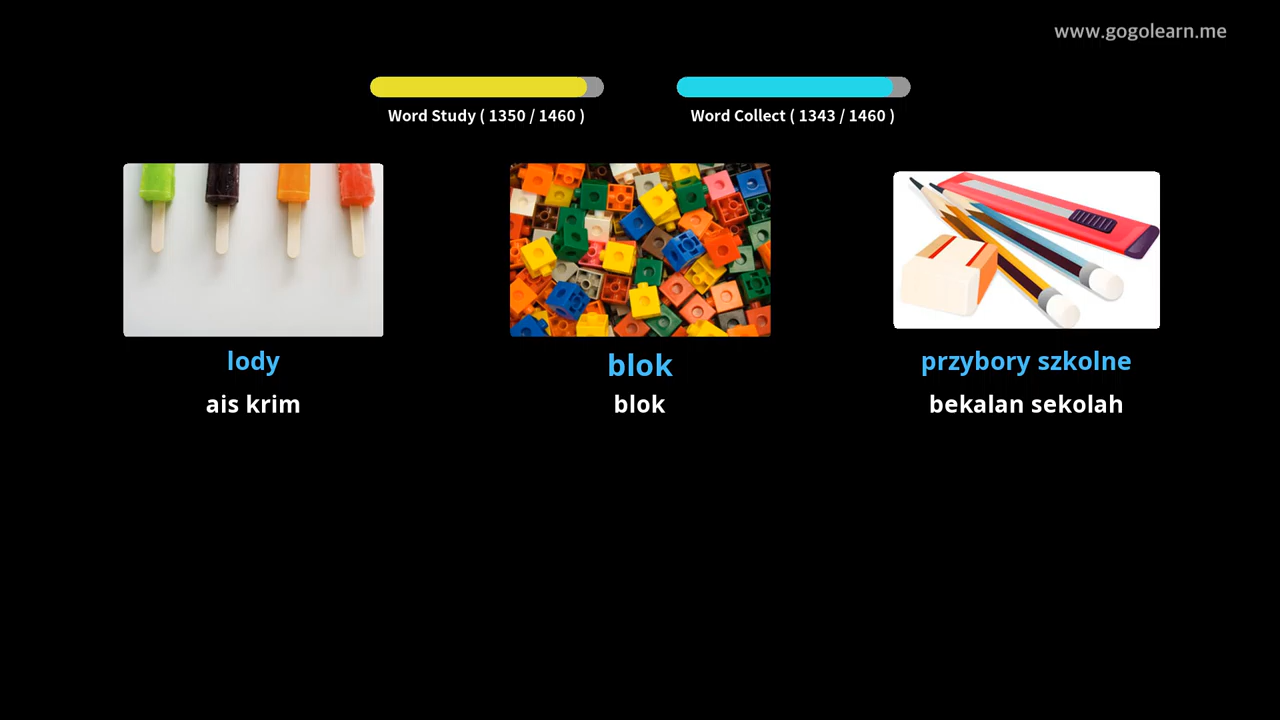 www.gogolearn.me
Word Study ( 1350 / 1460 )
Word Collect ( 1343 / 1460 )
lody
blok
przybory szkolne
ais krim
blok
bekalan sekolah